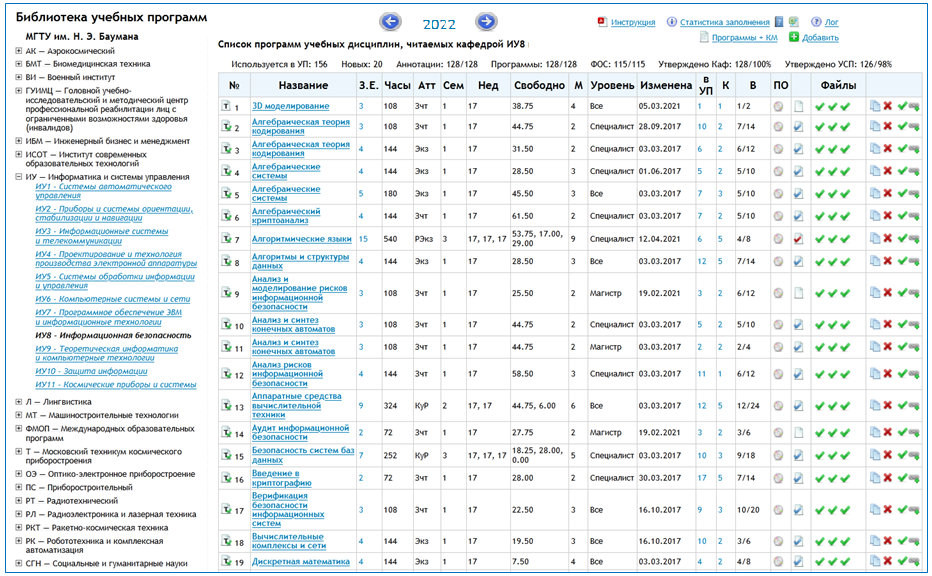 Библиотека учебных программ
2022
Инструкция Статистика заполнения Лог
Программы + КМ Добавить
МГТУ им. Н. Э. Баумана
АК — Аэрокосмический
БМТ — Биомедицинская техника
ВИ — Военный институт
ГУИМЦ — Головной учебно-
исследовательский и методический центр
профессиональной реабилитации лиц с
ограниченными возможностями здоровья
(инвалидов)
ИБМ — Инженерный бизнес и менеджмент
ИСОТ — Институт современных
образовательных технологий
ИУ — Информатика и системы управления
ИУ1 - Системы автоматического
управления
ИУ2 - Приборы и системы ориентации,
стабилизации и навигации
ИУ3 - Информационные системы
и телекоммуникации
ИУ4 - Проектирование и технология
производства электронной аппаратуры
ИУ5 - Системы обработки информации
и управления
ИУ6 - Компьютерные системы и сети
ИУ7 - Программное обеспечение ЭВМ
и информационные технологии
ИУ8 - Информационная безопасность
ИУ9 - Теоретическая информатика
и компьютерные технологии
ИУ10 - Защита информации
ИУ11 - Космические приборы и системы
Л — Лингвистика
МТ — Машиностроительные технологии
ФМОП — Международных образовательных
программ
Т — Московский техникум космического
приборостроения
ОЭ — Оптико-электронное приборостроение
ПС — Приборостроительный
РТ — Радиотехнический
РЛ — Радиоэлектроника и лазерная техника
РКТ — Ракетно-космическая техника
РК — Робототехника и комплексная
автоматизация
СГН — Социальные и гуманитарные науки
Список программ учебных дисциплин, читаемых кафедрой ИУ8
Используется в УП: 156 Новых: 20 Аннотации: 128/128 Программы: 128/128 ФОС: 115/115 Утверждено Каф: 128/100% Утверждено УСП: 126/98%
№ Название З.Е. Часы Атт Сем Нед Свободно М Уровень Изменена в УП К В ПО Файлы
1 3D моделирование 3 108 Зчт 1 17 38.75 4 Все 05.03.2021 1 1 1/2
2 Алгебраическая теория кодирования 3 108 Зчт 1 17 44.75 2 Специалист 28.09.2017 10 2 7/14
3 Алгебраическая теория кодирования 4 144 Экз 1 17 31.50 2 Специалист 03.03.2017 6 2 6/12
4 Алгебраические системы 4 144 Экз 1 17 28.50 3 Специалист 01.06.2017 5 2 5/10
5 Алгебраические системы 5 180 Экз 1 17 45.50 3 Все 03.03.2017 7 3 5/10
6 Алгебраический криптоанализ 4 144 Зчт 1 17 61.50 2 Специалист 03.03.2017 7 2 5/10
7 Алгоритмические языки 15 540 РЭкз 3 17, 17, 17 53.75, 17.00, 29.00 9 Специалист 12.04.2021 6 5 4/8
8 Алгоритмы и структуры данных 4 144 Экз 1 17 28.50 2 Все 03.03.2017 12 5 7/14
9 Анализ и моделирование рисков информационной безопасности 3 108 Зчт 1 17 25.50 2 Магистр 19.02.2021 3 2 6/12
10 Анализ и синтез конечных автоматов 3 108 Зчт 1 17 44.75 2 Специалист 03.03.2017 5 2 5/10
11 Анализ и синтез конечных автоматов 3 108 Зчт 1 17 44.75 2 Магистр 03.03.2017 2 2 2/4
12 Анализ рисков информационной безопасности 4 144 Зчт 1 17 58.50 3 Специалист 03.03.2017 11 1 6/12
13 Аппаратные средства вычислительной техники 9 324 КуР 2 17, 17 44.75, 6.00 6 Все 03.03.2017 12 5 12/24
14 Аудит информационной безопасности 2 72 Зчт 1 17 27.75 2 Магистр 19.02.2021 3 2 3/6
15 Безопасность систем баз данных 7 252 КуР 3 17, 17, 17 18.25, 28.00, 0.00 5 Специалист 03.03.2017 10 3 9/18
16 Введение в криптографию 2 72 Зчт 1 17 28.00 2 Специалист 30.03.2017 17 5 7/14
17 Верификация безопасности информационных систем 3 108 Зчт 1 17 22.50 3 Все 16.10.2017 9 3 10/20
18 Вычислительные комплексы и сети 4 144 Экз 1 17 19.50 3 Все 16.10.2017 10 2 3/6
19 Дискретная математика 4 144 Экз 1 17 7.50 4 Специалист 03.03.2017 4 2 4/8